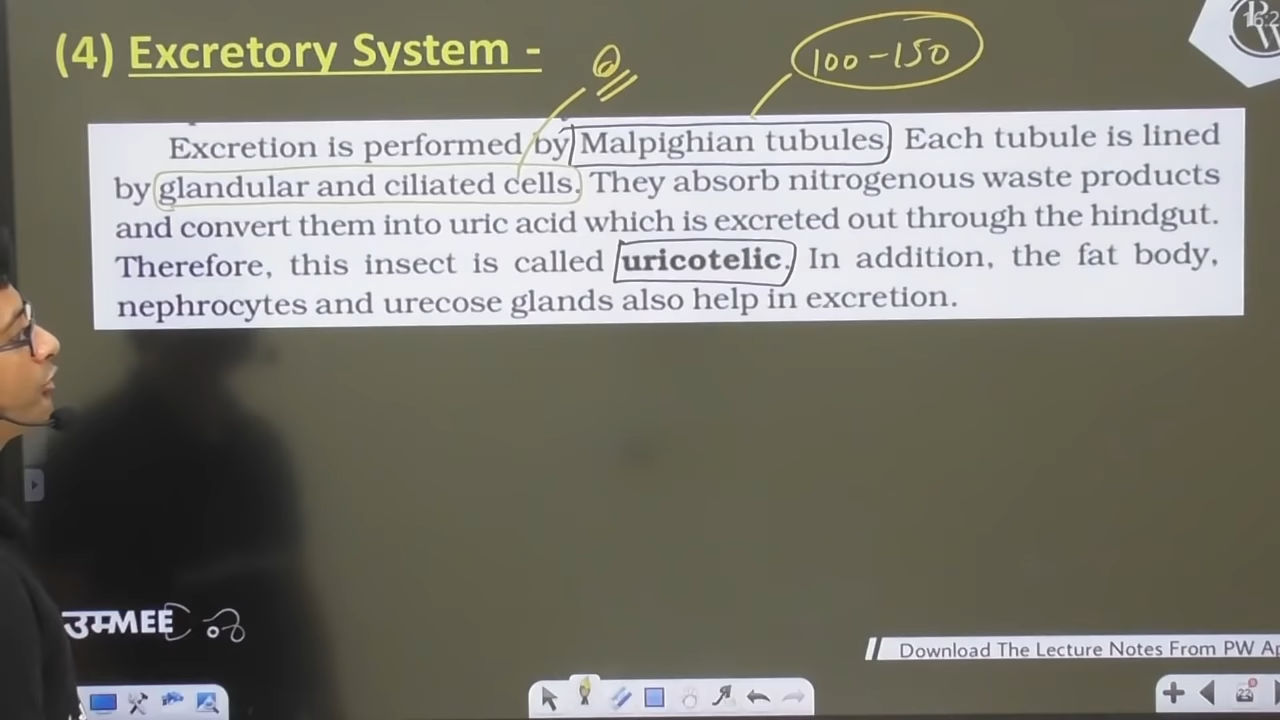 (4) Excretory System -
Q
100-150
Excretion is performed by Malpighian tubules. Each tubule is lined
by glandular and ciliated cells. They absorb nitrogenous waste products
and convert them into uric acid which is excreted out through the hindgut.
Therefore, this insect is called uricotelic. In addition, the fat body,
nephrocytes and urecose glands also help in excretion.
उम्MEE
Download The Lecture Notes From PW
23